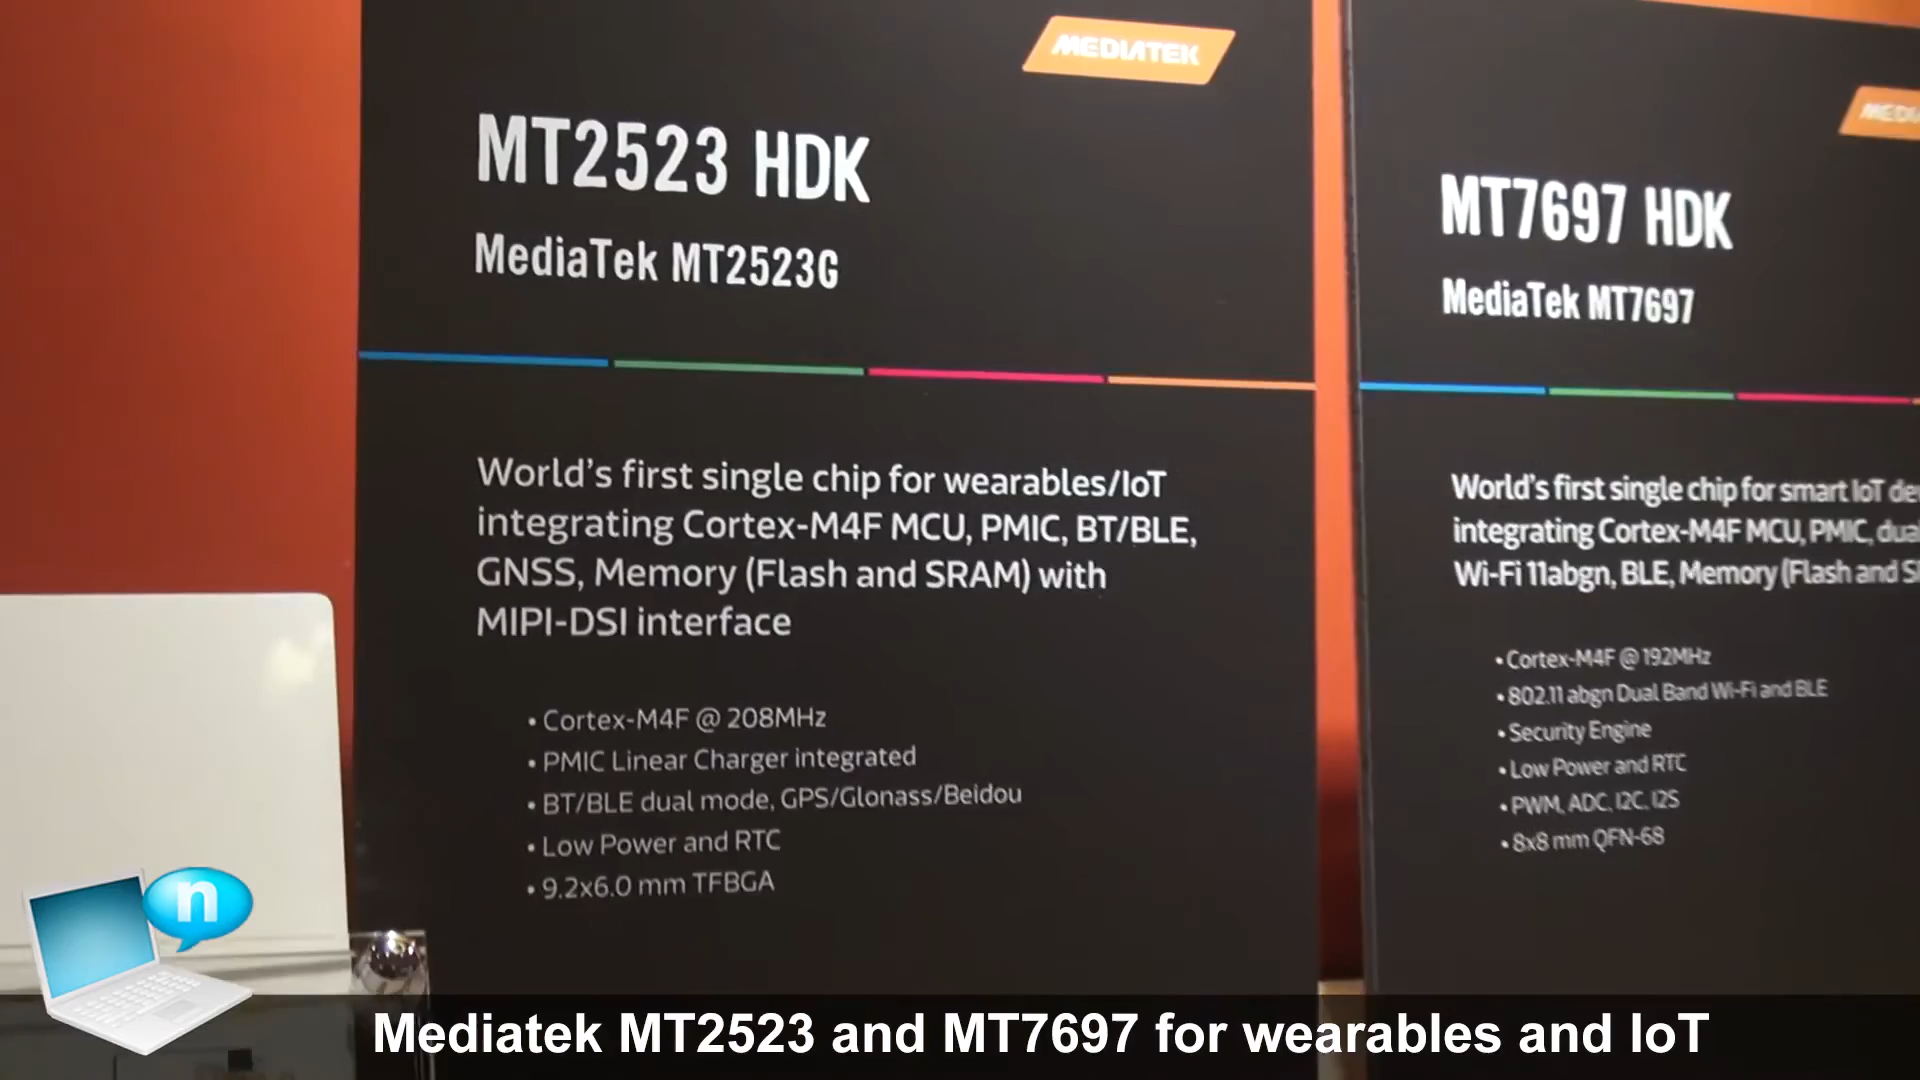 MEDIATEK
MT2523 HDK
MediaTek MT2523G
World's first single chip for wearables/IoT
integrating Cortex-M4F MCU, PMIC, BT/BLE,
GNSS, Memory (Flash and SRAM) with
MIPI-DSI interface
• Cortex-M4F @ 208MHz
• PMIC Linear Charger integrated
• BT/BLE dual mode, GPS/Glonass/Beidou
• Low Power and RTC
• 9.2x6.0 mm TFBGA
MT7697 HDK
MediaTek MT7697
World's first single chip for smart IoT
integrating Cortex-M4F MCU, PMIC,
Wi-Fi 11abgn, BLE, Memory (Flash and
• Cortex-M4F @ 192MHz
• 802.11 abgn Dual Band Wi-Fi and BLE
• Security Engine
• Low Power and RTC
• PWM, ADC, I2C, I2S
• 8x8 mm QFN-68
n
Mediatek MT2523 and MT7697 for wearables and IoT